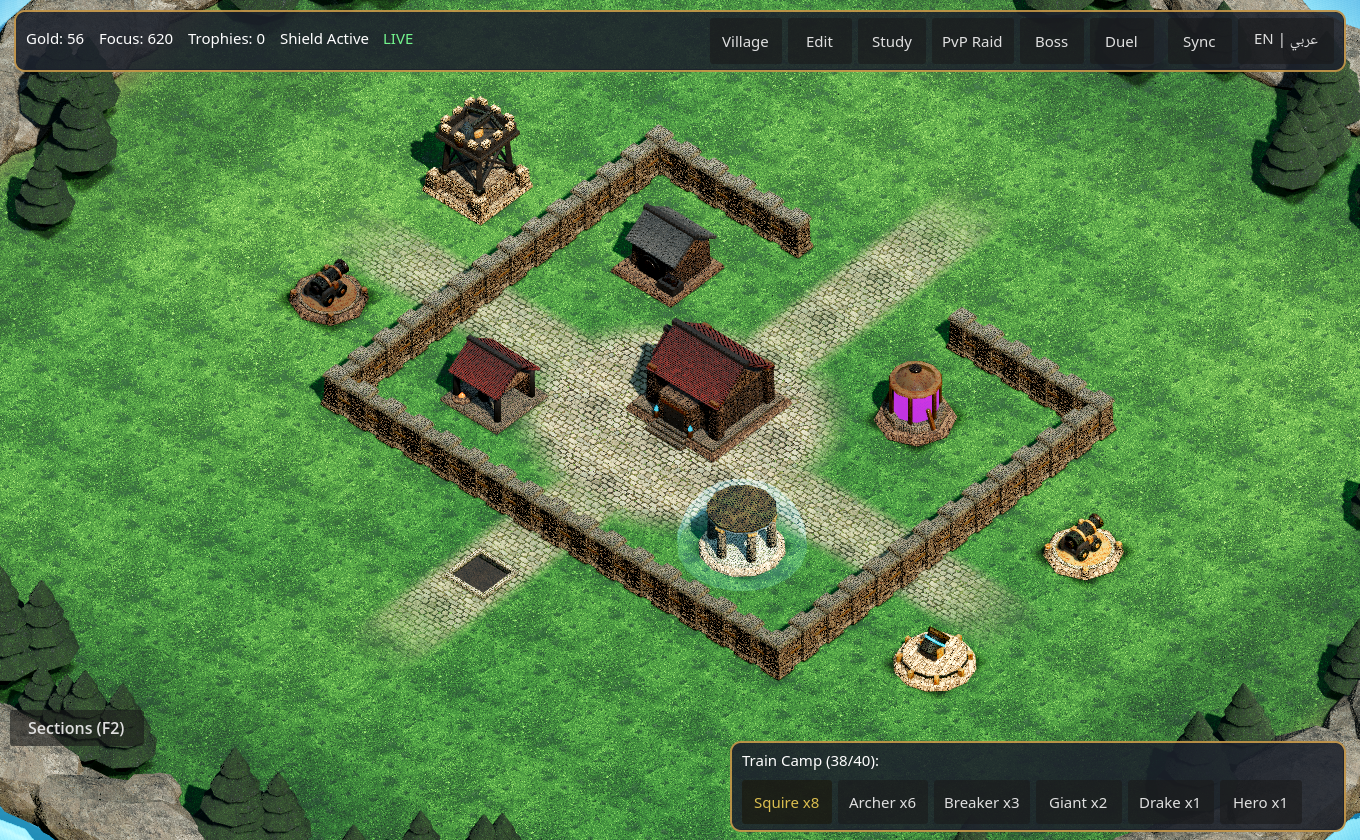 Gold: 56 Focus: 620 Trophies: 0 Shield Active LIVE
Village Edit Study PvP Raid Boss Duel Sync EN | عربي
Sections (F2)
Train Camp (38/40):
Squire x8 Archer x6 Breaker x3 Giant x2 Drake x1 Hero x1